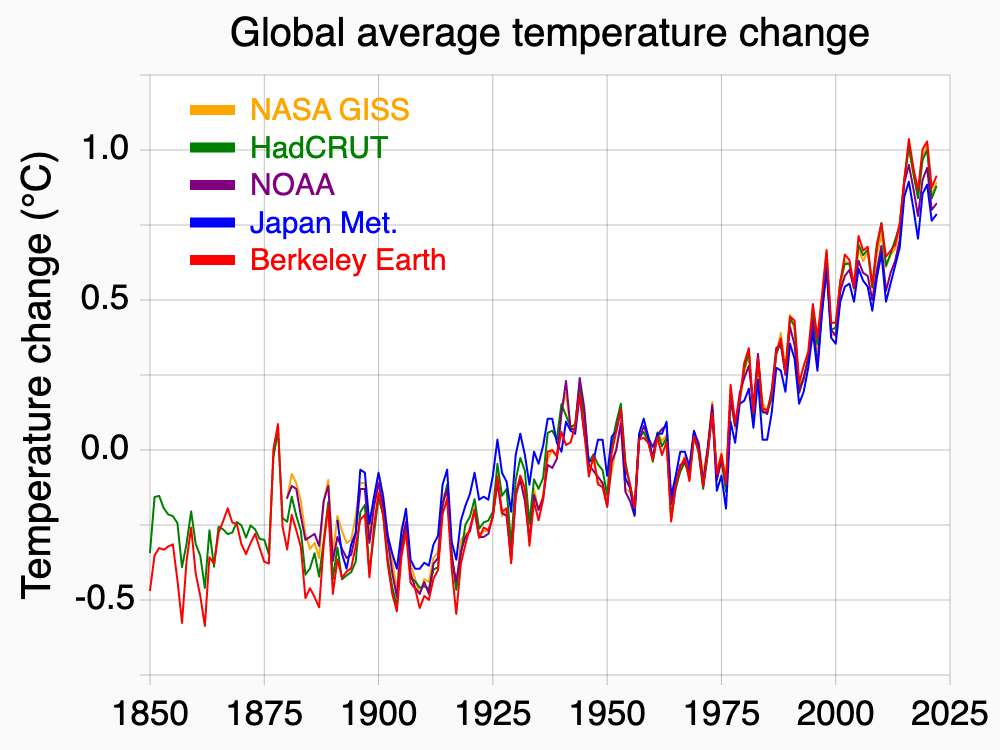 Global average temperature change
NASA GISS
HadCRUT
NOAA
Japan Met.
Berkeley Earth
Temperature change (°C)
1.0
0.5
0.0
-0.5
1850 1875 1900 1925 1950 1975 2000 2025